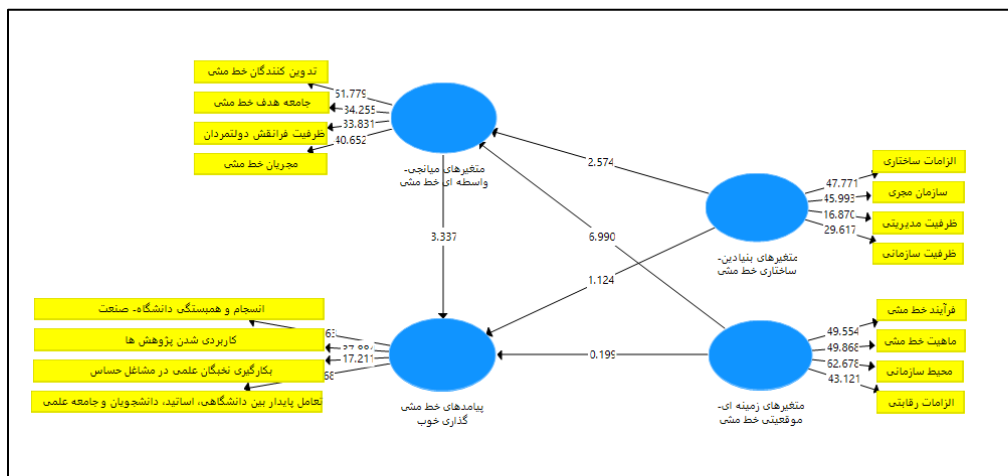 تدوین کنندگان خط مشی
جامعه هدف خط مشی
ظرفیت فرانقش دولتمردان
مجریان خط مشی
51.779
34.255
33.831
40.652
متغیرهای میانجی-
واسطه ای خط مشی
2.574
6.990
3.337
1.124
0.199
الزامات ساختاری
سازمان مجری
ظرفیت مدیریتی
ظرفیت سازمانی
47.771
45.993
16.870
29.617
متغیرهای بنیادین-
ساختاری خط مشی
فرآیند خط مشی
ماهیت خط مشی
محیط سازمانی
الزامات رقابتی
49.554
49.868
62.678
43.121
متغیرهای زمینه ای-
موقعیتی خط مشی
انسجام و همبستگی دانشگاه- صنعت
کاربردی شدن پژوهش ها
بکارگیری نخبگان علمی در مشاغل حساس
تعامل پایدار بین دانشگاهی، اساتید، دانشجویان و جامعه علمی
17.211
پیامدهای خط مشی
گذاری خوب